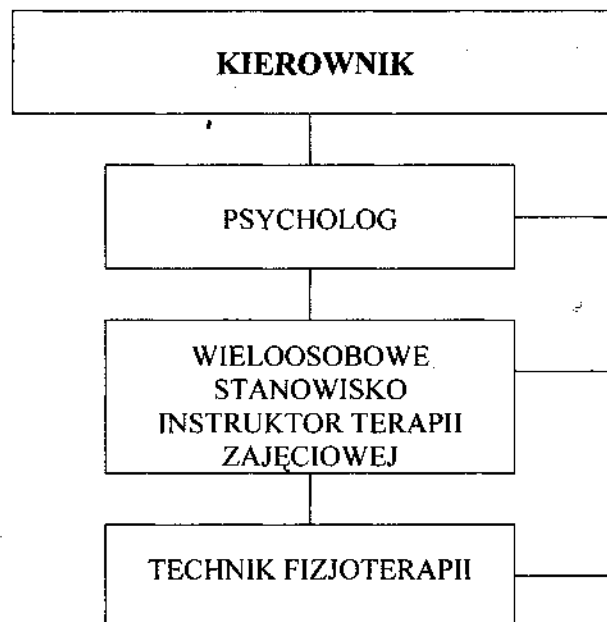 KIEROWNIK
PSYCHOLOG
WIELOOSOBOWE
STANOWISKO
INSTRUKTOR TERAPII
ZAJĘCIOWEJ
TECHNIK FIZJOTERAPII